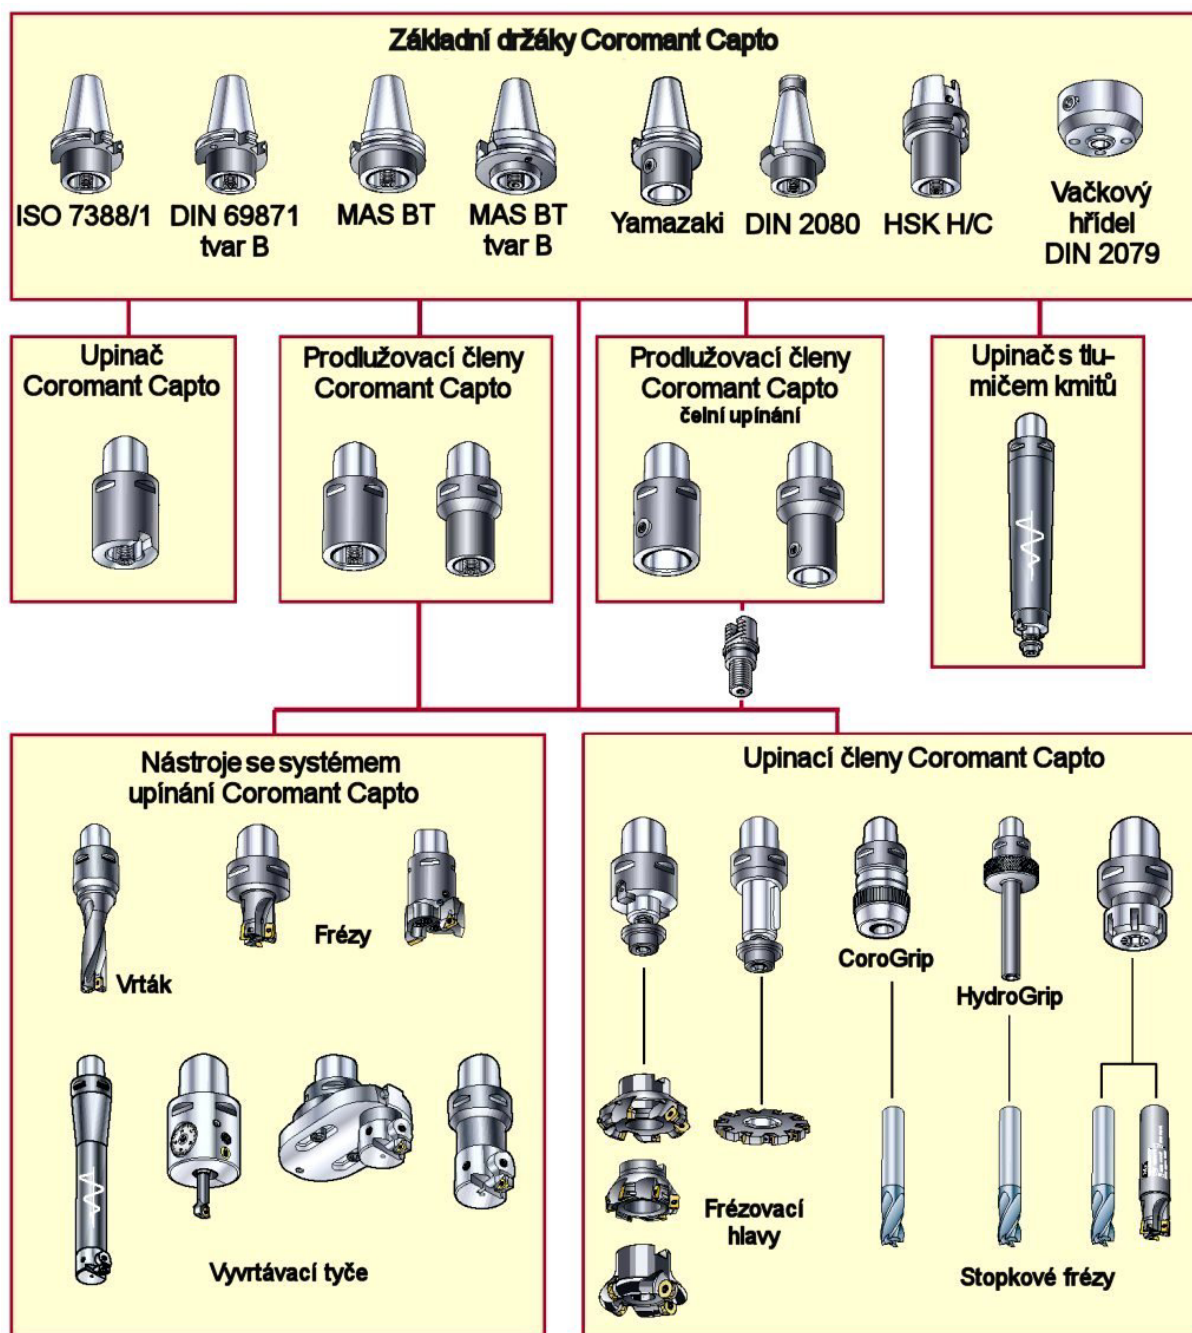 Základní držáky Coromant Capto
ISO 7388/1
DIN 69871
tvar B
MAS BT
MAS BT
tvar B
Yamazaki
DIN 2080
HSK H/C
Vačkový
hřídel
DIN 2079
Upinač
Coromant Capto
Prodlužovací členy
Coromant Capto
Prodlužovací členy
Coromant Capto
čelní upínání
Upinač s tlu-
mičem kmitů
Nástroje se systémem
upínání Coromant Capto
Vrták
Frézy
Vyvrtávací tyče
Upinací členy Coromant Capto
CoroGrip
HydroGrip
Frézovací
hlavy
Stopkové frézy